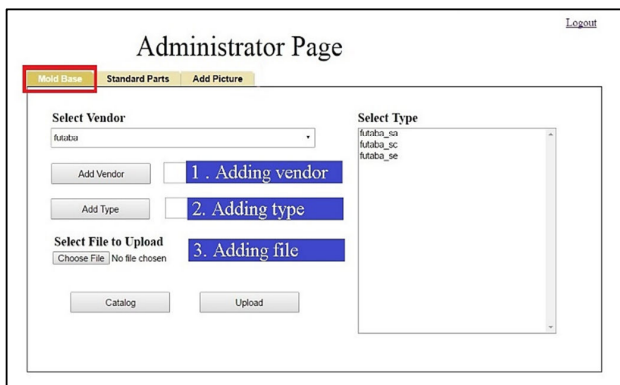 Logout
Administrator Page
Mold Base Standard Parts Add Picture
Select Vendor
futaba
Add Vendor
1 . Adding vendor
Add Type
2. Adding type
Select File to Upload
Choose File No file chosen
3. Adding file
Catalog Upload
Select Type
futaba_sa
futaba_sc
futaba_se